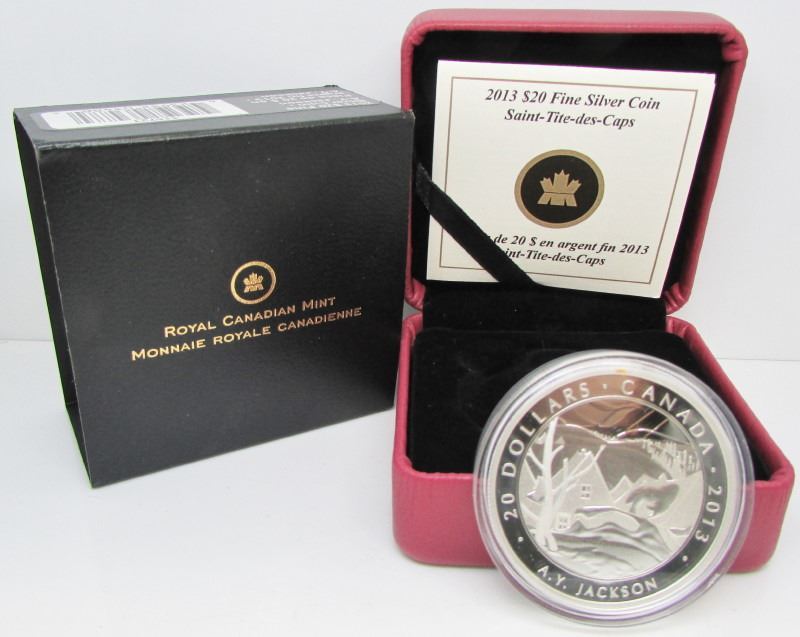 ROYAL CANADIAN MINT
MONNAIE ROYALE CANADIENNE
2013 $20 Fine Silver Coin
Saint-Tite-des-Caps
de 20 $ en argent fin 2013
int-Tite-des-Caps
· 20 DOLLARS · CANADA · 2013 ·
A.Y. JACKSON